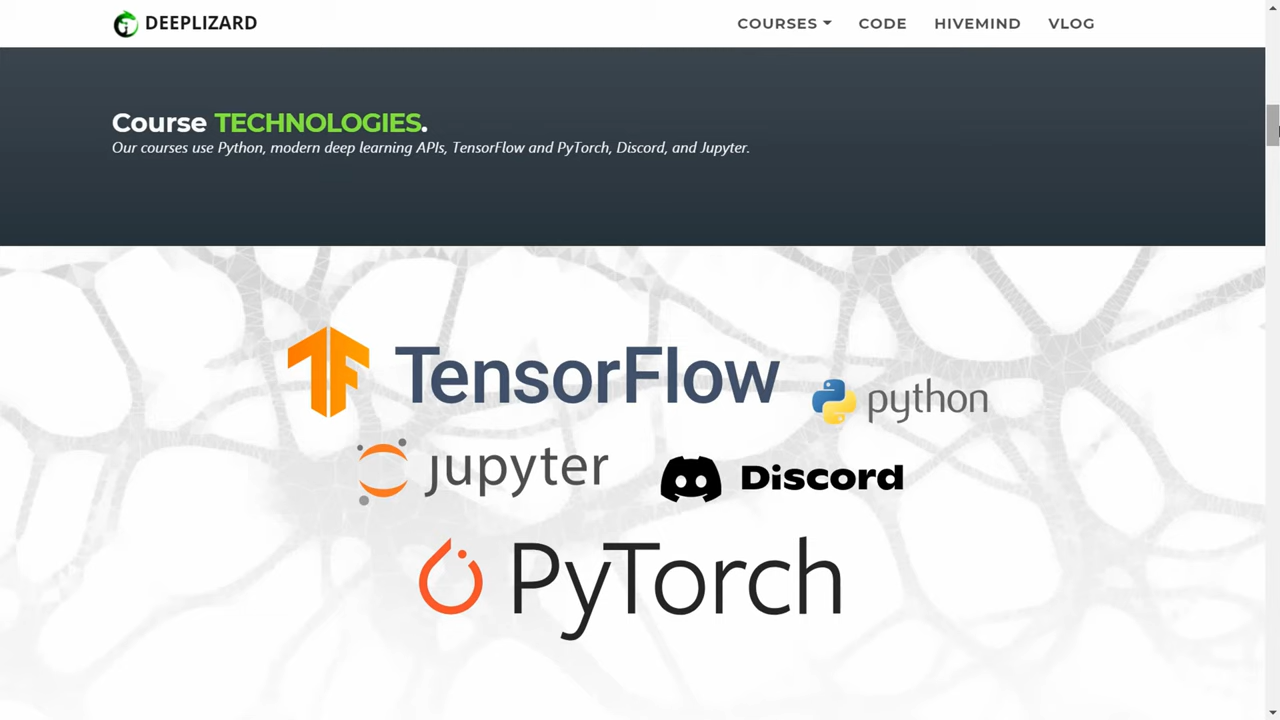 DEEPLIZARD
COURSES CODE HIVEMIND VLOG
Course TECHNOLOGIES.
Our courses use Python, modern deep learning APIs, TensorFlow and PyTorch, Discord, and Jupyter.
TensorFlow
python
jupyter
Discord
PyTorch